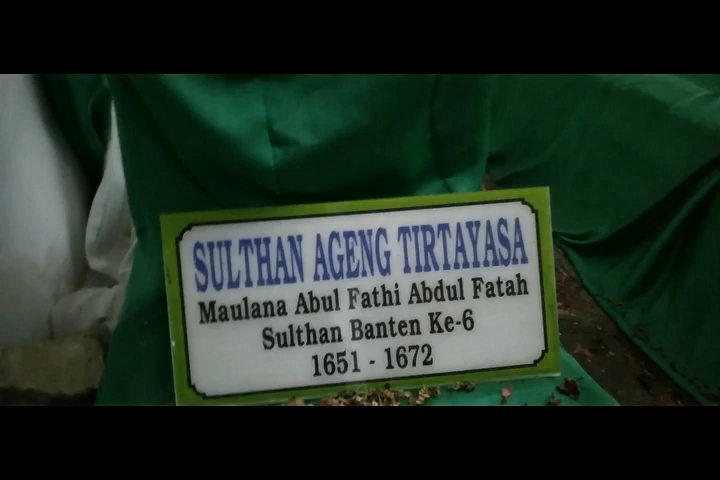 SULTHAN AGENG TIRTAYASA
Maulana Abul Fathi Abdul Fatah
Sulthan Banten Ke-6
1651 - 1672